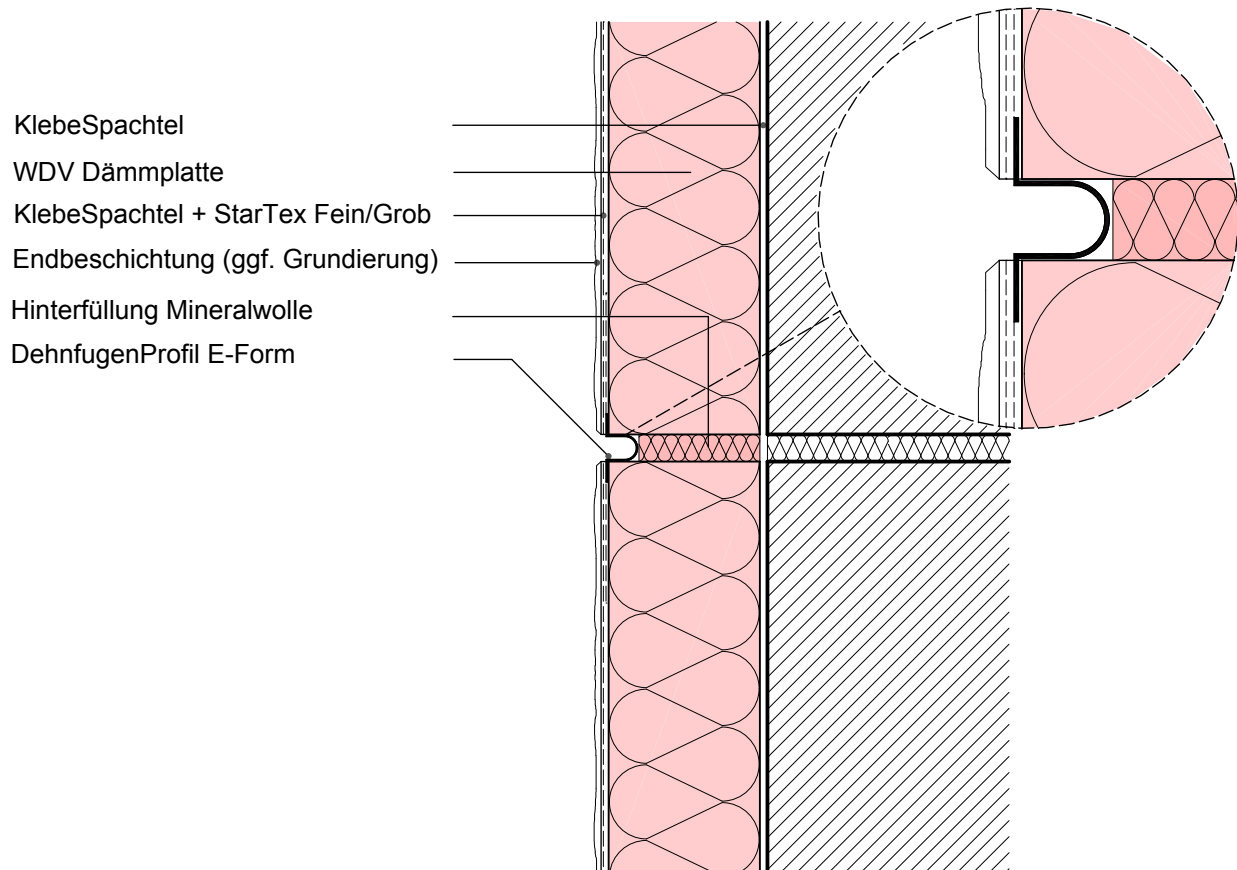 KlebeSpachtel
WDV Dämmplatte
KlebeSpachtel + StarTex Fein/Grob
Endbeschichtung (ggf. Grundierung)
Hinterfüllung Mineralwolle
DehnfugenProfil E-Form